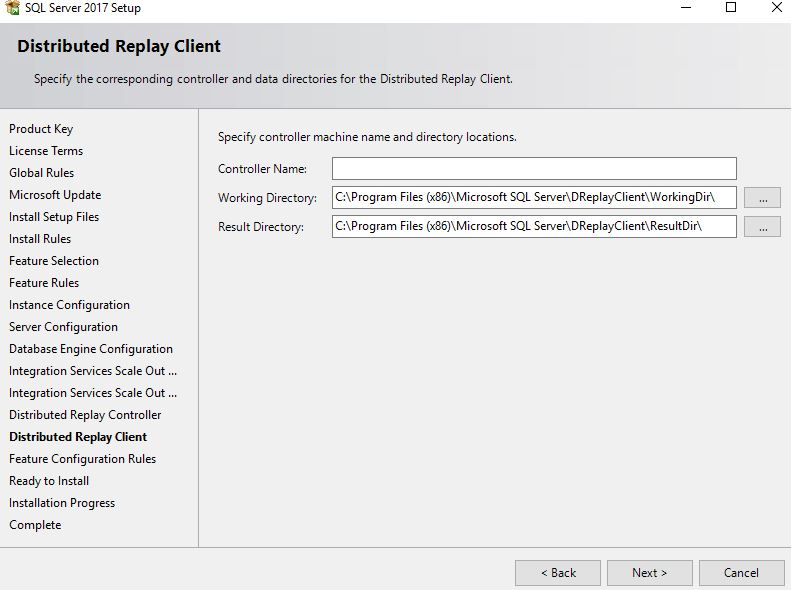 SQL Server 2017 Setup
Distributed Replay Client
Specify the corresponding controller and data directories for the Distributed Replay Client.
Product Key
License Terms
Global Rules
Microsoft Update
Install Setup Files
Install Rules
Feature Selection
Feature Rules
Instance Configuration
Server Configuration
Database Engine Configuration
Integration Services Scale Out ...
Integration Services Scale Out ...
Distributed Replay Controller
Distributed Replay Client
Feature Configuration Rules
Ready to Install
Installation Progress
Complete
Specify controller machine name and directory locations.
Controller Name:
Working Directory: C:\Program Files (x86)\Microsoft SQL Server\DReplayClient\WorkingDir\ ...
Result Directory: C:\Program Files (x86)\Microsoft SQL Server\DReplayClient\ResultDir\ ...
< Back Next > Cancel